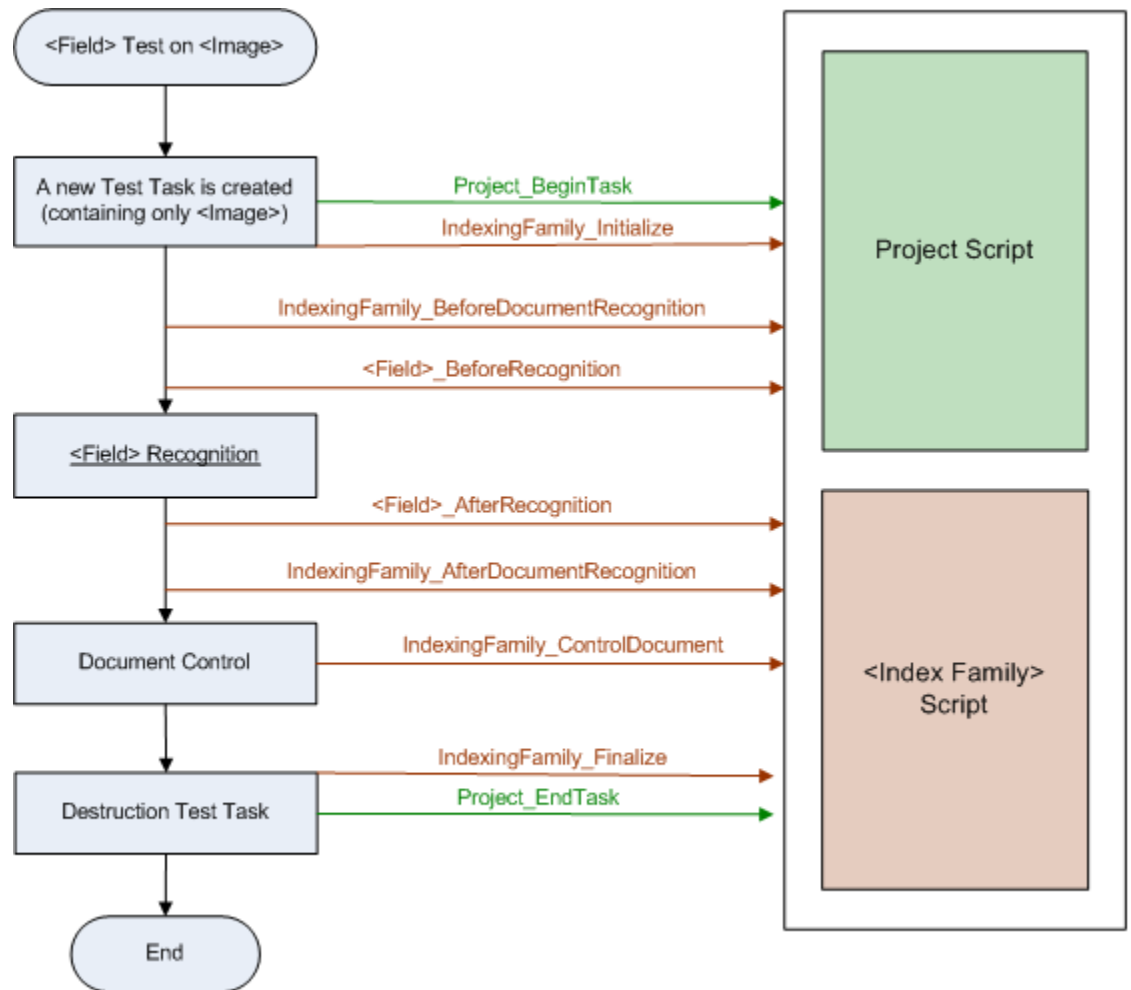 <Field> Test on <Image>
A new Test Task is created
(containing only <Image>)
Project_BeginTask
IndexingFamily_Initialize
Project Script
IndexingFamily_BeforeDocumentRecognition
<Field>_BeforeRecognition
<Field> Recognition
<Field>_AfterRecognition
IndexingFamily_AfterDocumentRecognition
Document Control
IndexingFamily_ControlDocument
<Index Family>
Script
IndexingFamily_Finalize
Destruction Test Task
Project_EndTask
End